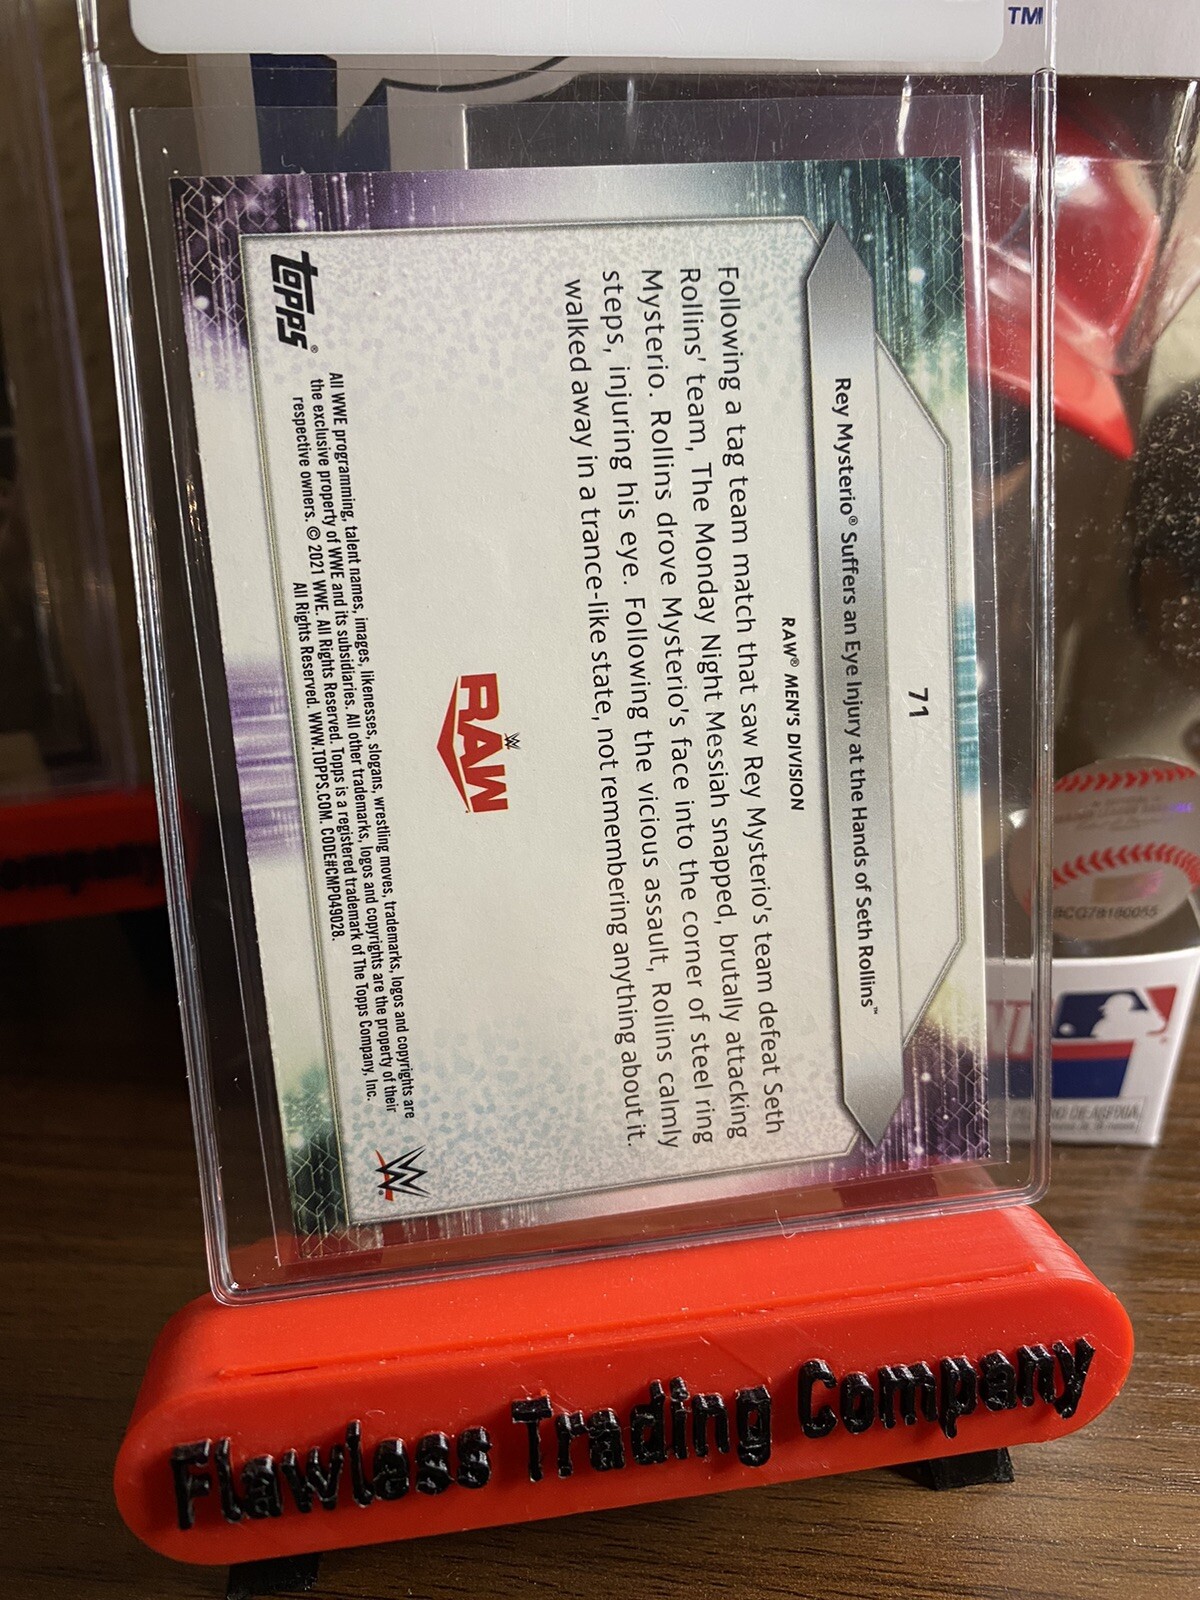 TM
71
Rey Mysterio® Suffers an Eye Injury at the Hands of Seth Rollins™
RAW® MEN'S DIVISION
Following a tag team match that saw Rey Mysterio's team defeat Seth
Rollins' team, The Monday Night Messiah snapped, brutally attacking
Mysterio. Rollins drove Mysterio's face into the corner of steel ring
steps, injuring his eye. Following the vicious assault, Rollins calmly
walked away in a trance-like state, not remembering anything about it.
W
RAW
topps®
All WWE programming, talent names, images, likenesses, slogans, wrestling moves, trademarks, logos and copyrights are
the exclusive property of WWE and its subsidiaries. All other trademarks, logos and copyrights are the property of their
respective owners. © 2021 WWE. All Rights Reserved. Topps is a registered trademark of The Topps Company, Inc.
All Rights Reserved. WWW.TOPPS.COM. CODE#CMP049028.
W
Flawless Trading Company